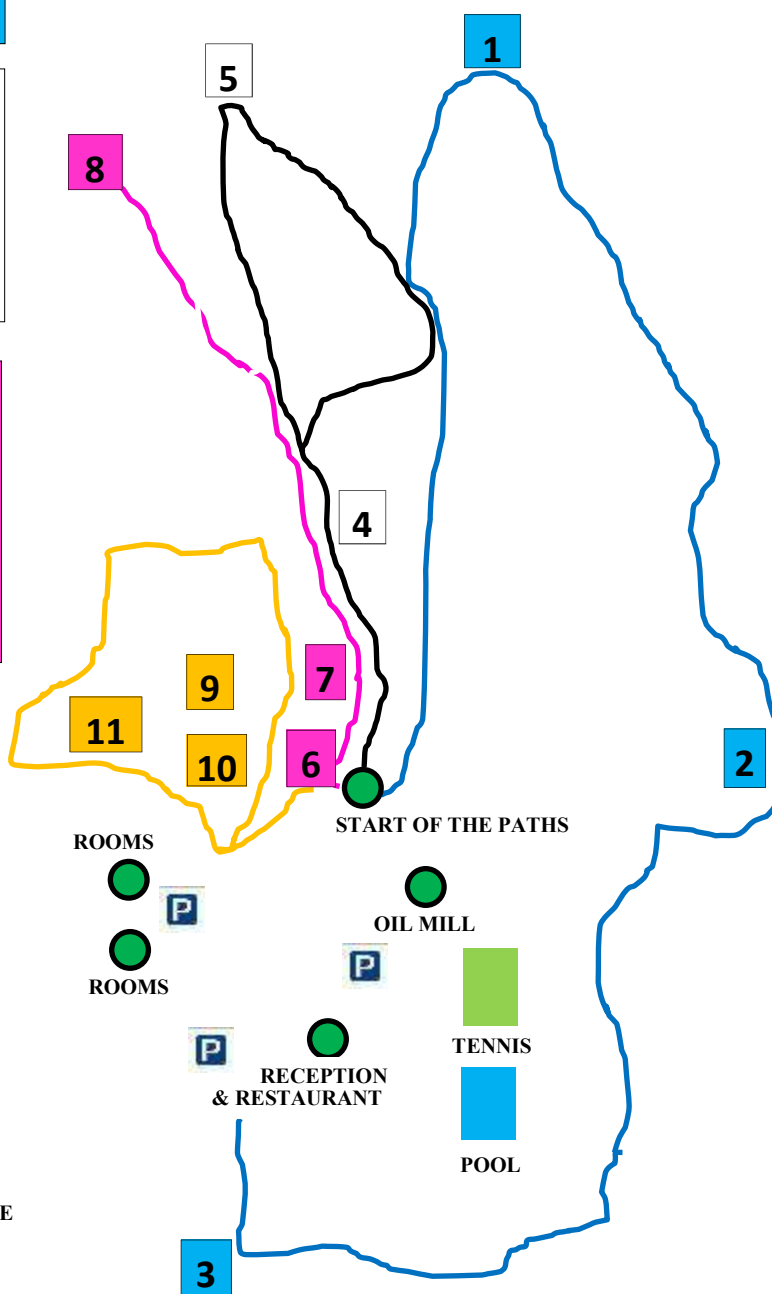 1
5
8
4
7
9
11
10
6
2
START OF THE PATHS
ROOMS
P
OIL MILL
ROOMS
P
P
TENNIS
RECEPTION
& RESTAURANT
POOL
E
3